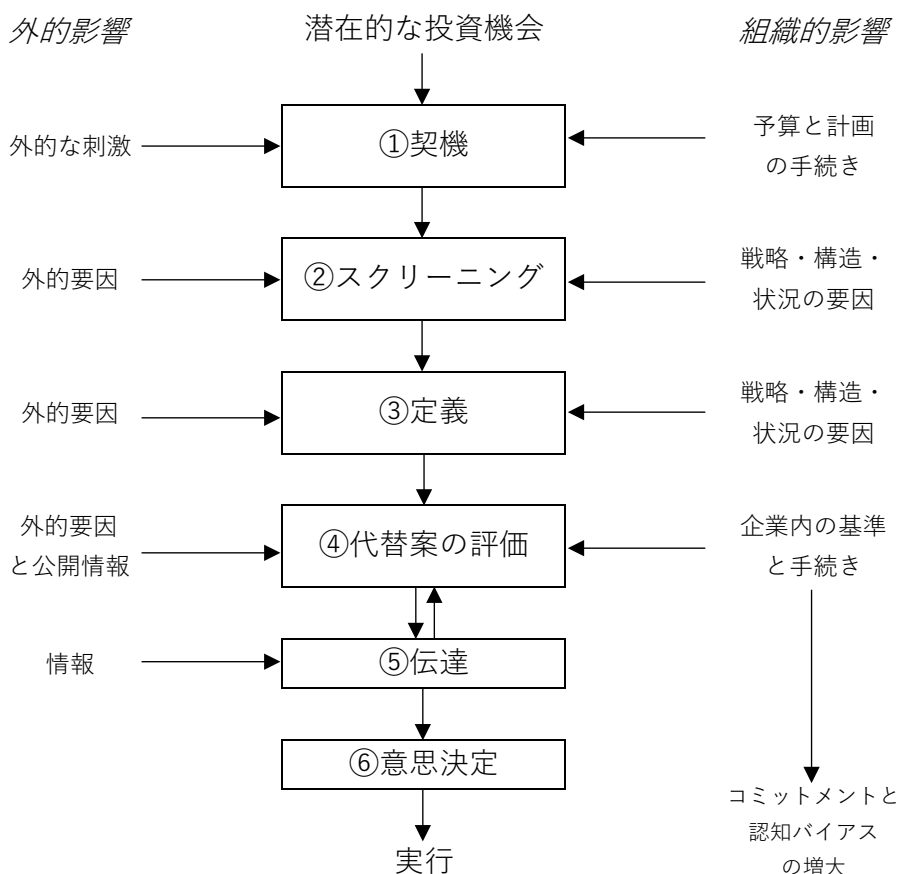 外的影響
潜在的な投資機会
組織的影響
外的な刺激
①契機
予算と計画
の手続き
外的要因
②スクリーニング
戦略・構造・
状況の要因
外的要因
③定義
戦略・構造・
状況の要因
外的要因
と公開情報
④代替案の評価
企業内の基準
と手続き
情報
⑤伝達
⑥意思決定
コミットメントと
認知バイアス
の増大
実行